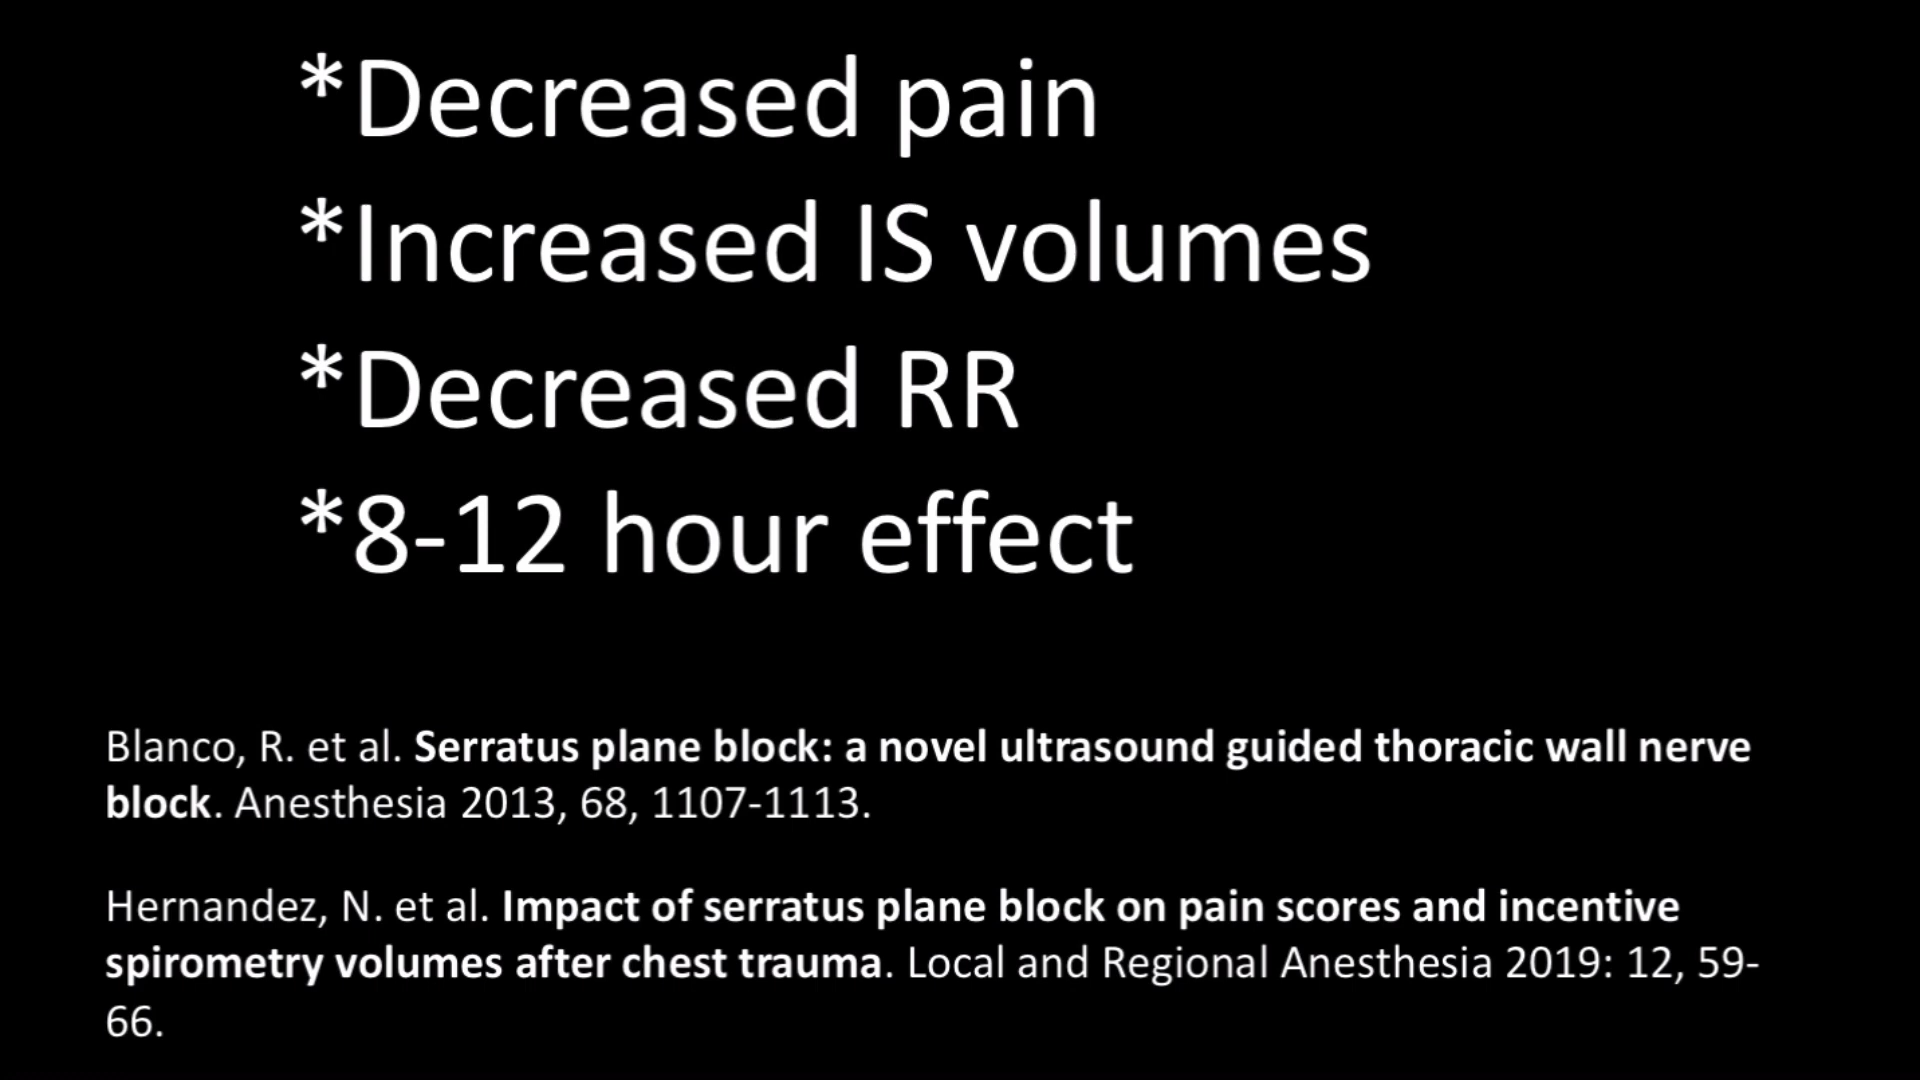 *Decreased pain
*Increased IS volumes
*Decreased RR
*8-12 hour effect
Blanco, R. et al. Serratus plane block: a novel ultrasound guided thoracic wall nerve
block. Anesthesia 2013, 68, 1107-1113.
Hernandez, N. et al. Impact of serratus plane block on pain scores and incentive
spirometry volumes after chest trauma. Local and Regional Anesthesia 2019: 12, 59-
66.